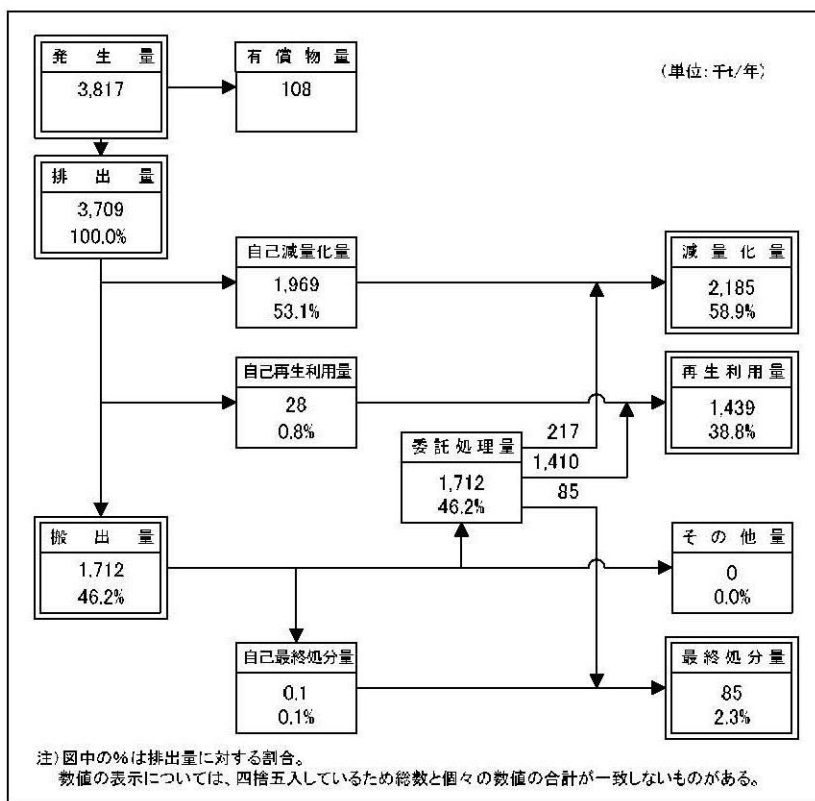 発生量
3,817
有償物量
108
(単位:千t/年)
排出量
3,709
100.0%
自己減量化量
1,969
53.1%
減量化量
2,185
58.9%
自己再生利用量
28
0.8%
再生利用量
1,439
38.8%
委託処理量
1,712
46.2%
217
1,410
85
搬出量
1,712
46.2%
その他量
0
0.0%
自己最終処分量
0.1
0.1%
最終処分量
85
2.3%
注)図中の%は排出量に対する割合。
数値の表示については、四捨五入しているため総数と個々の数値の合計が一致しないものがある。